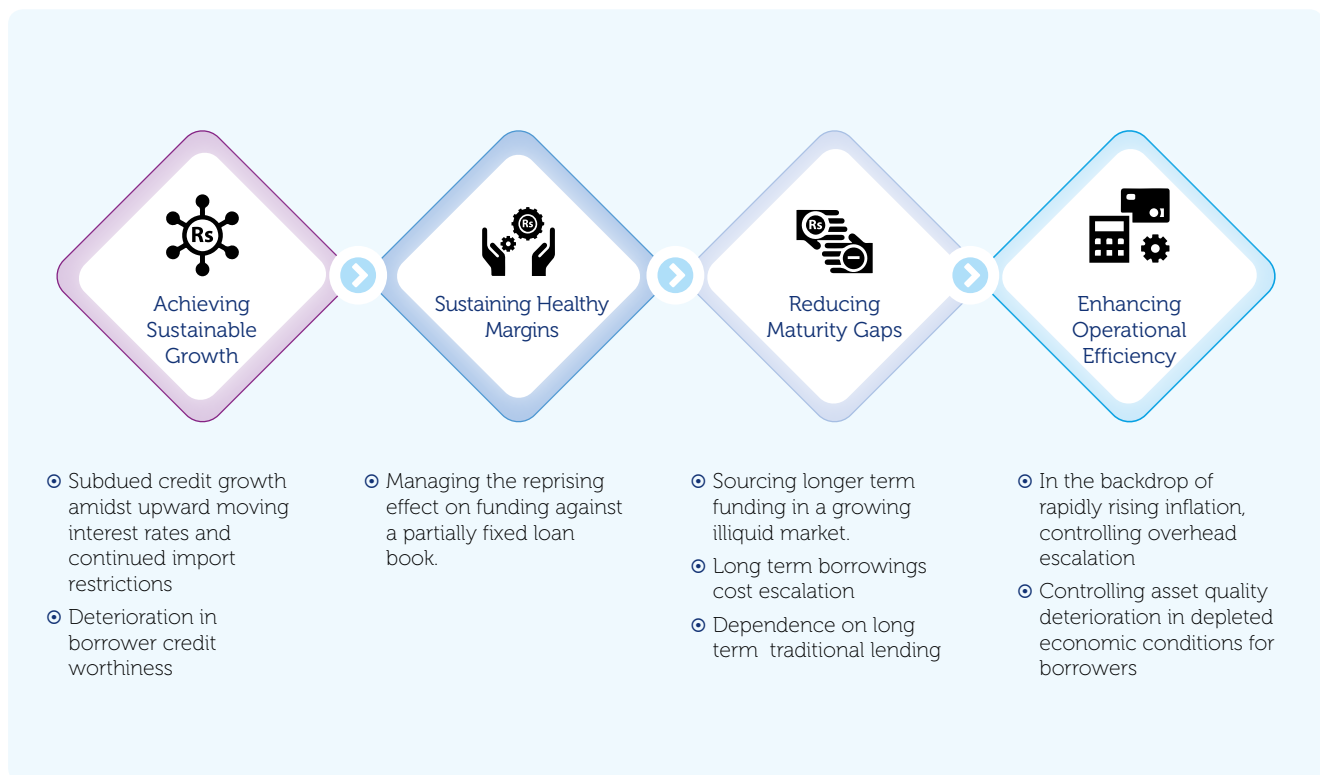 Rs
Achieving
Sustainable
Growth
Rs
Sustaining Healthy
Margins
Rs
Reducing
Maturity Gaps
Enhancing
Operational
Efficiency
Subdued credit growth
amidst upward moving
interest rates and
continued import
restrictions
Deterioration in
borrower credit
worthiness
Managing the reprising
effect on funding against
a partially fixed loan
book.
Sourcing longer term
funding in a growing
illiquid market.
Long term borrowings
cost escalation
Dependence on long
term  traditional lending
In the backdrop of
rapidly rising inflation,
controlling overhead
escalation
Controlling asset quality
deterioration in depleted
economic conditions for
borrowers